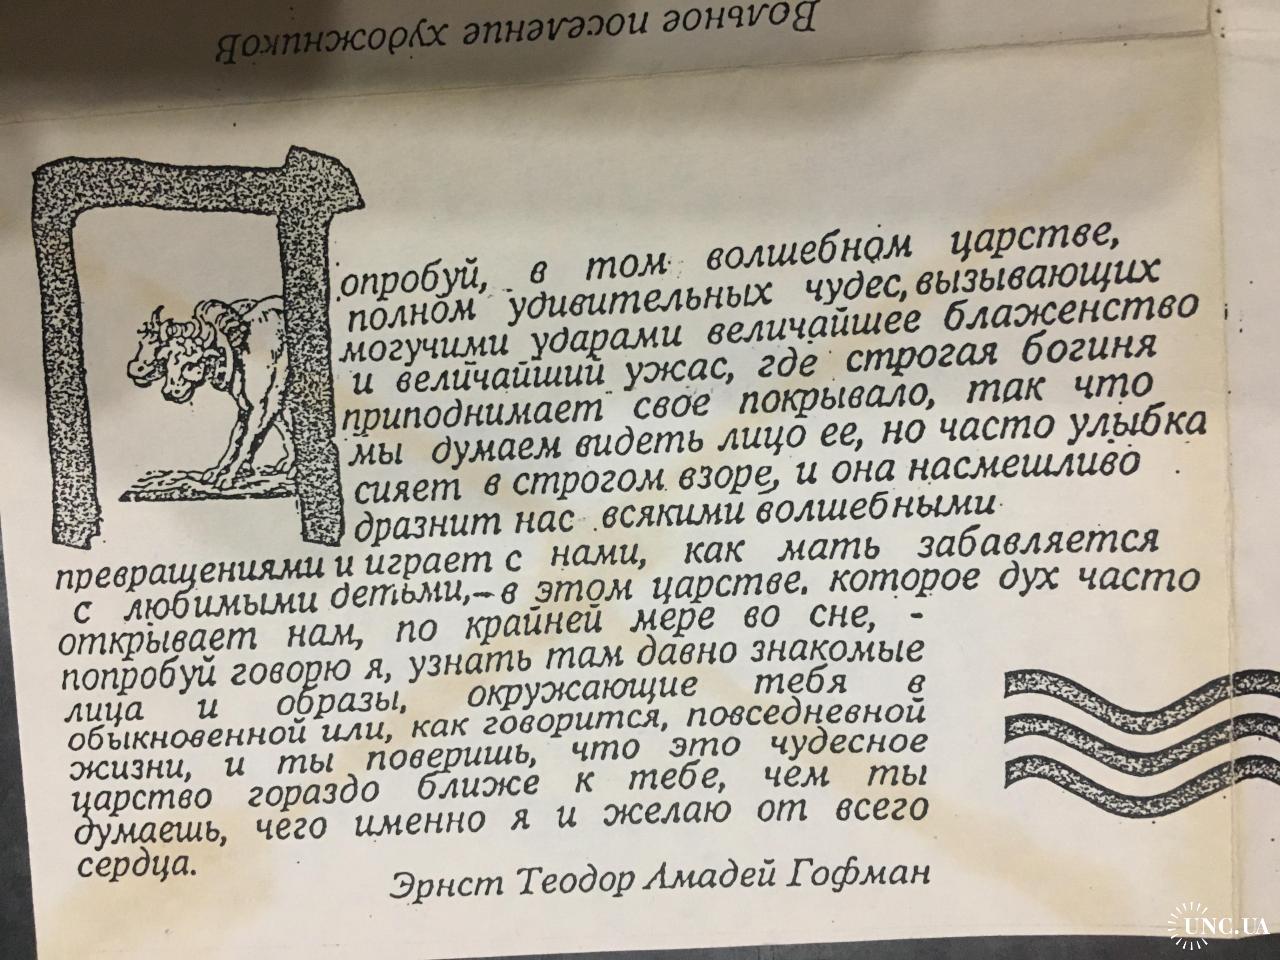 Вольное поселение художников
Попробуй, в том волшебном царстве,
полном удивительных чудес, вызывающих
могучими ударами величайшее блаженство
и величайший ужас, где строгая богиня
приподнимает свое покрывало, так что
мы думаем видеть лицо ее, но часто улыбка
сияет в строгом взоре, и она насмешливо
дразнит нас всякими волшебными
превращениями и играет с нами, как мать забавляется
с любимыми детьми,-в этом царстве. которое дух часто
открывает нам, по крайней мере во сне, -
попробуй говорю я, узнать там давно знакомые
лица и образы, окружающие тебя в
обыкновенной или, как говорится, повседневной
жизни, и ты поверишь, что это чудесное
царство гораздо ближе к тебе, чем ты
думаешь, чего именно я и желаю от всего
сердца.
Эрнст Теодор Амадей Гофман
UNC.UA